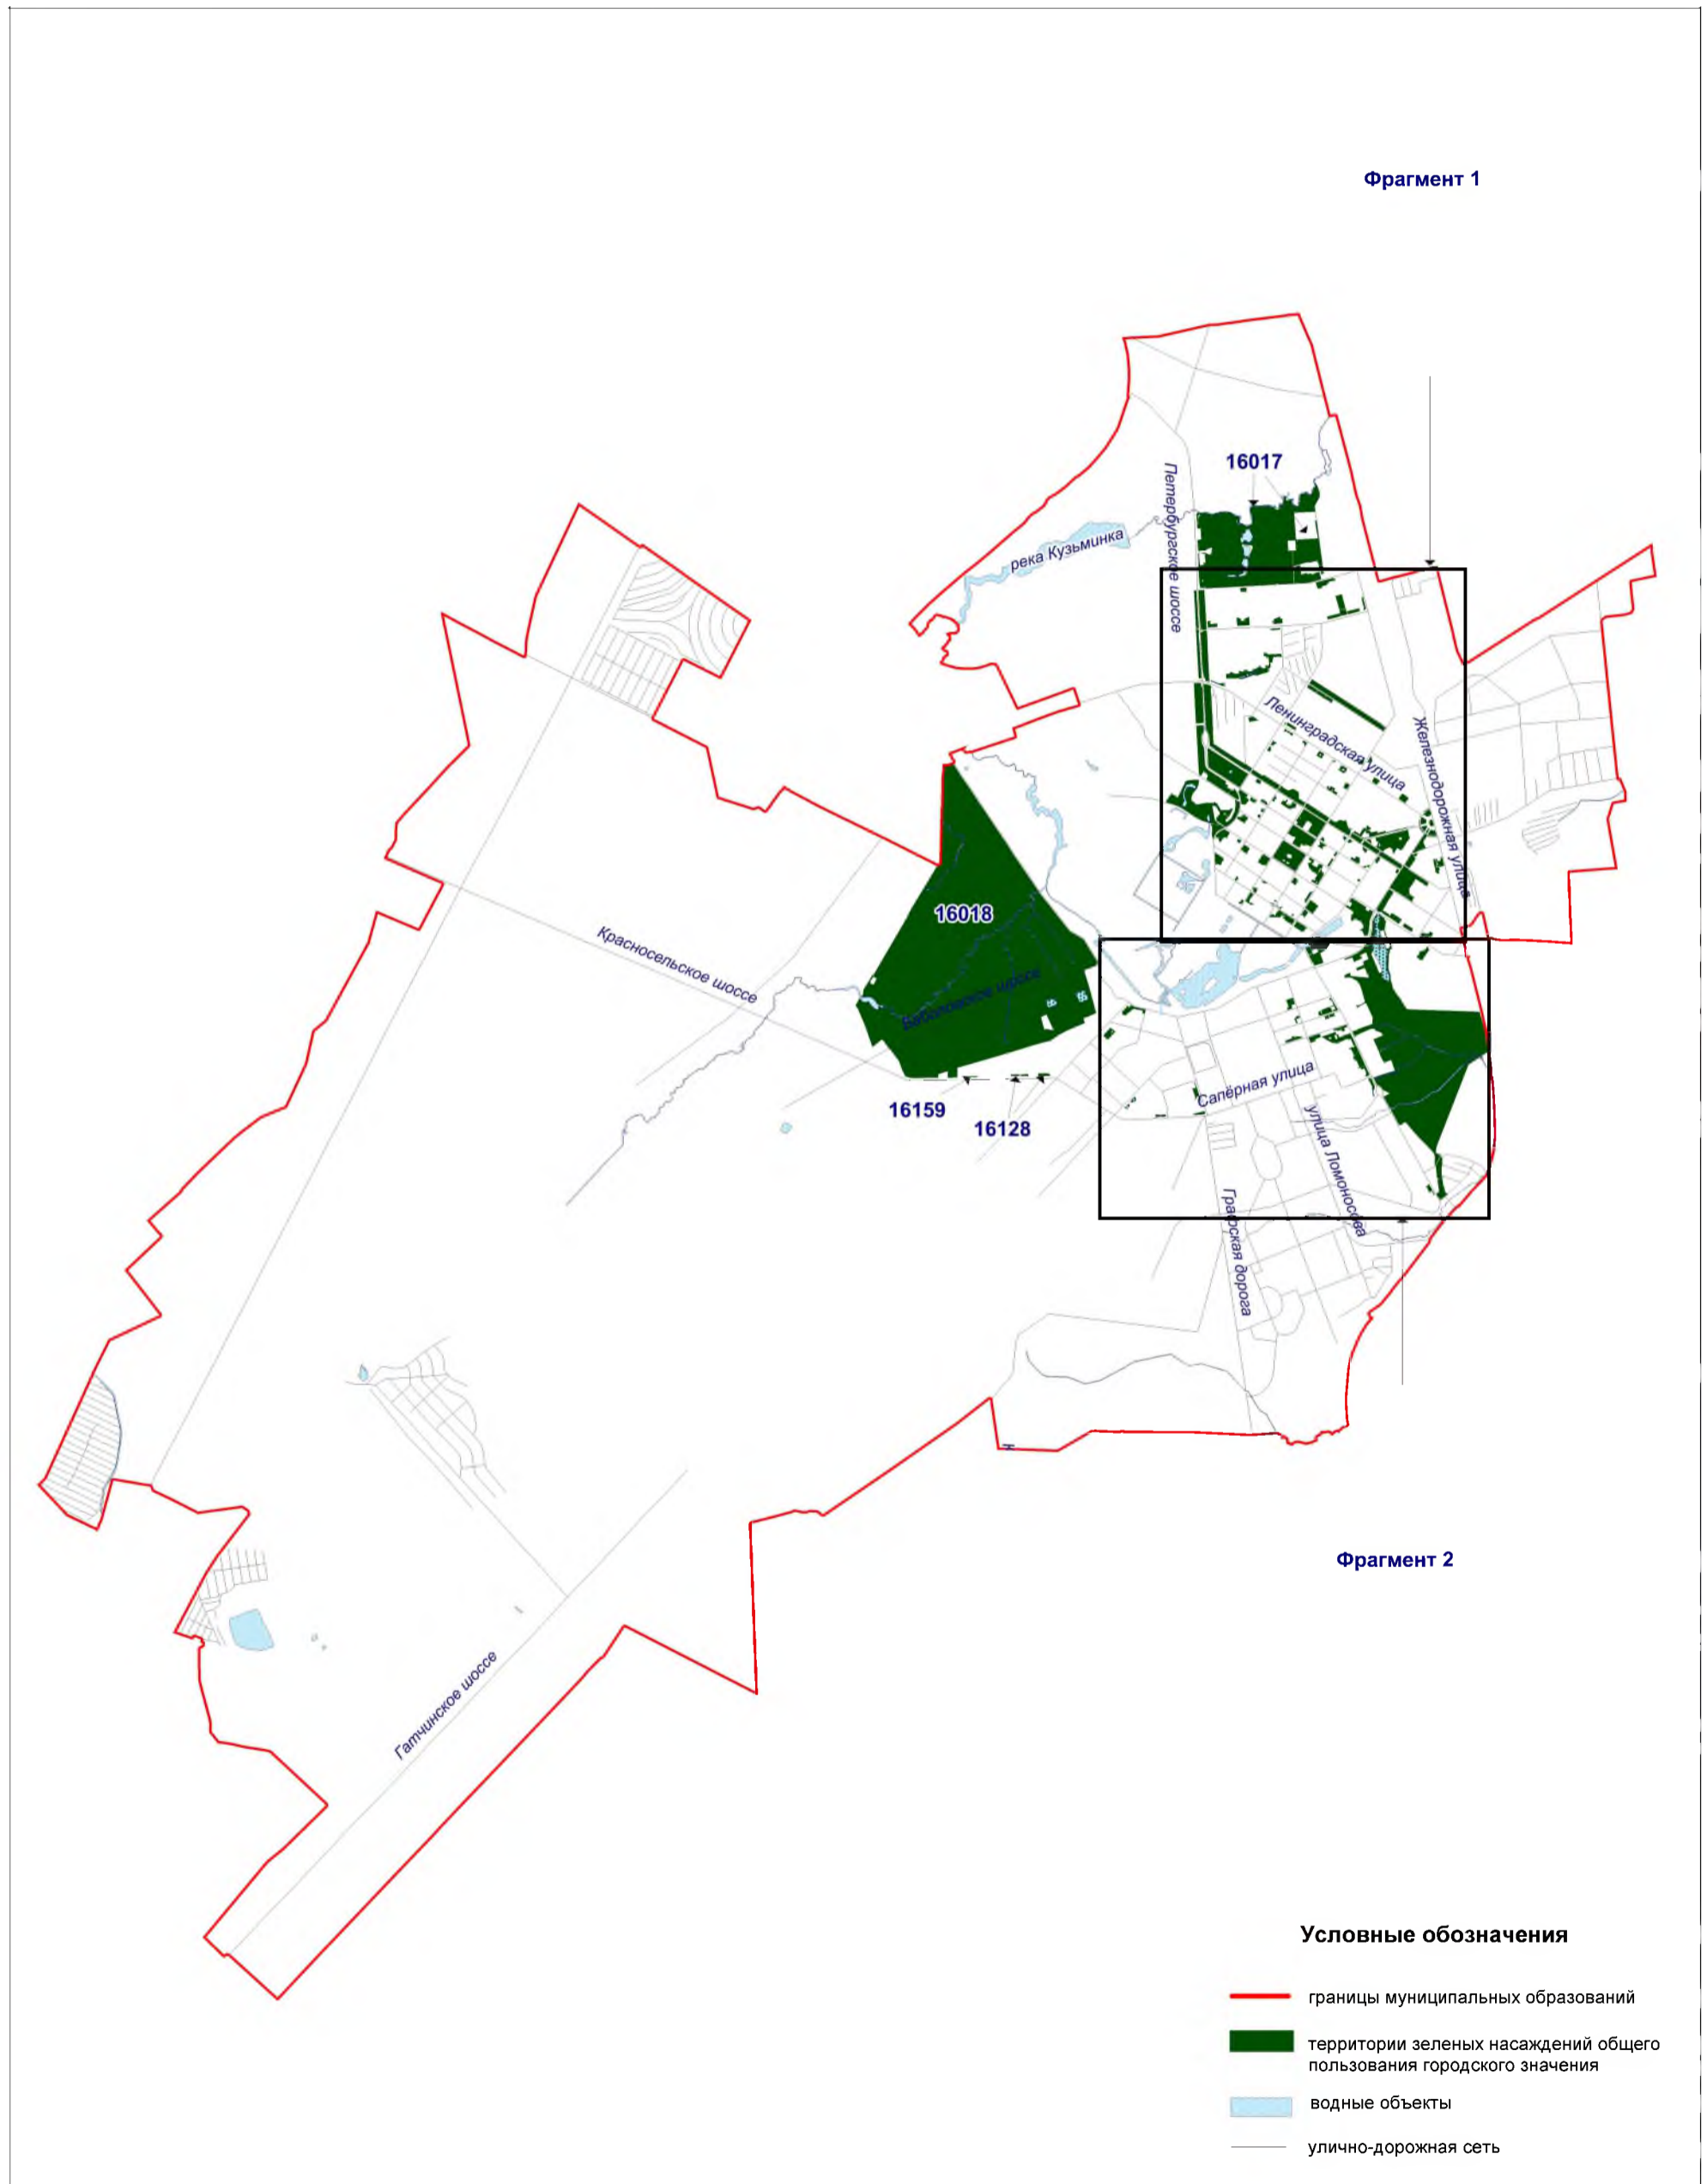 Фрагмент 1
16017
Петербургское шоссе
река Кузьминка
Ленинградская улица
Железнодорожная улица
16018
Красносельское шоссе
Баболовское шоссе
Сапёрная улица
16159
16128
улица Ломоносова
Графская дорога
Фрагмент 2
Гатчинское шоссе
Условные обозначения
границы муниципальных образований
территории зеленых насаждений общего
пользования городского значения
водные объекты
улично-дорожная сеть